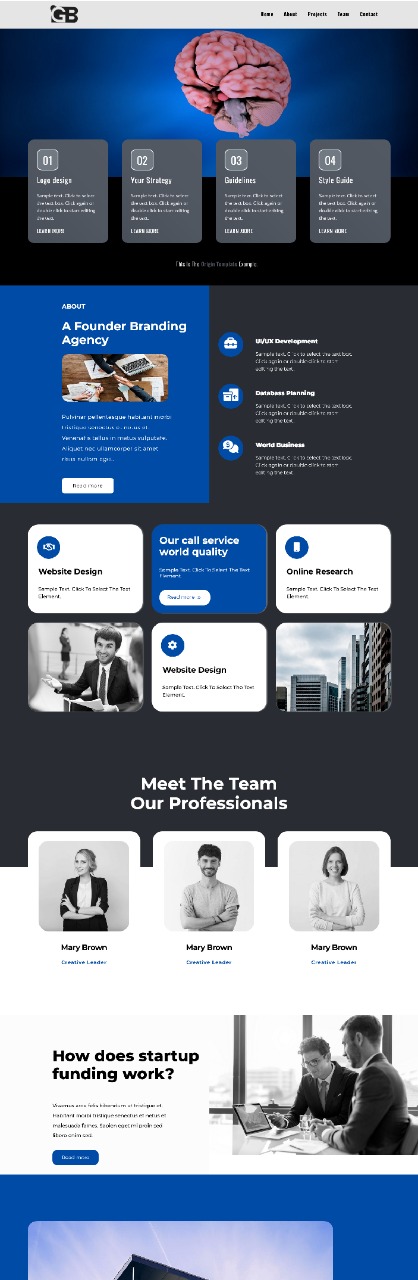 GB
Home About Projects Team Contact
01
Logo design
Sample text. Click to select
the text box. Click again or
double click to start editing
the text.
LEARN MORE
02
Your Strategy
Sample text. Click to select
the text box. Click again or
double click to start editing
the text.
LEARN MORE
03
Guidelines
Sample text. Click to select
the text box. Click again or
double click to start editing
the text.
LEARN MORE
04
Style Guide
Sample text. Click to select
the text box. Click again or
double click to start editing
the text.
LEARN MORE
This Is The Origin Template Example
ABOUT
A Founder Branding
Agency
Pulvinar pellentesque habitant morbi
tristique senectus et netus et.
Venenatis tellus in metus vulputate.
Aliquet nec ullamcorper sit amet
risus nullam eget.
Read more
UI/UX Development
Sample text. Click to select the text box.
Click again or double click to start
editing the text.
Database Planning
Sample text. Click to select the text box.
Click again or double click to start
editing the text.
World Business
Sample text. Click to select the text box.
Click again or double click to start
editing the text.
Website Design
Sample Text. Click To Select The Text
Element.
Our call service
world quality
Sample Text. Click To Select The Text
Element.
Read more
Online Research
Sample Text. Click To Select The Text
Element.
Website Design
Sample Text. Click To Select The Text
Element.
Meet The Team
Our Professionals
Mary Brown
Creative Leader
Mary Brown
Creative Leader
Mary Brown
Creative Leader
How does startup
funding work?
Vivamus arcu felis bibendum ut tristique et.
Habitant morbi tristique senectus et netus et
malesuada fames. Sapien eget mi proin sed
libero enim sed.
Read more